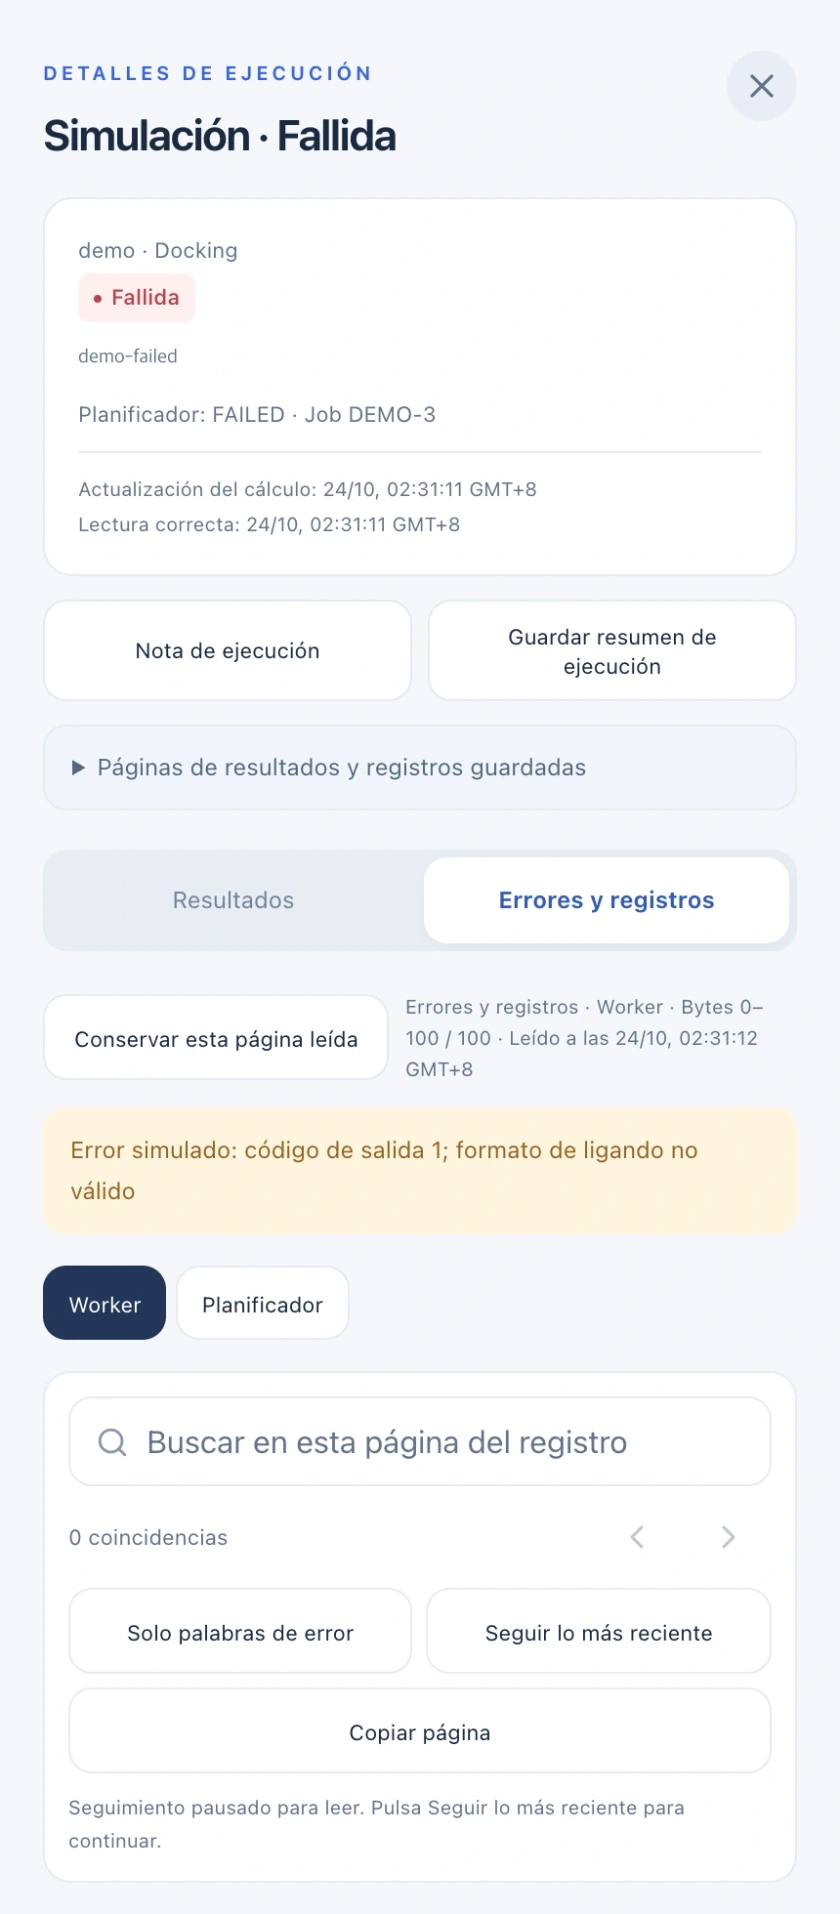 DETALLES DE EJECUCIÓN
Simulación · Fallida
demo · Docking
• Fallida
demo-failed
Planificador: FAILED · Job DEMO-3
Actualización del cálculo: 24/10, 02:31:11 GMT+8
Lectura correcta: 24/10, 02:31:11 GMT+8
Nota de ejecución
Guardar resumen de
ejecución
▶ Páginas de resultados y registros guardadas
Resultados
Errores y registros
Conservar esta página leída
Errores y registros · Worker · Bytes 0–
100 / 100 · Leído a las 24/10, 02:31:12
GMT+8
Error simulado: código de salida 1; formato de ligando no
válido
Worker
Planificador
Buscar en esta página del registro
0 coincidencias
Solo palabras de error
Seguir lo más reciente
Copiar página
Seguimiento pausado para leer. Pulsa Seguir lo más reciente para
continuar.